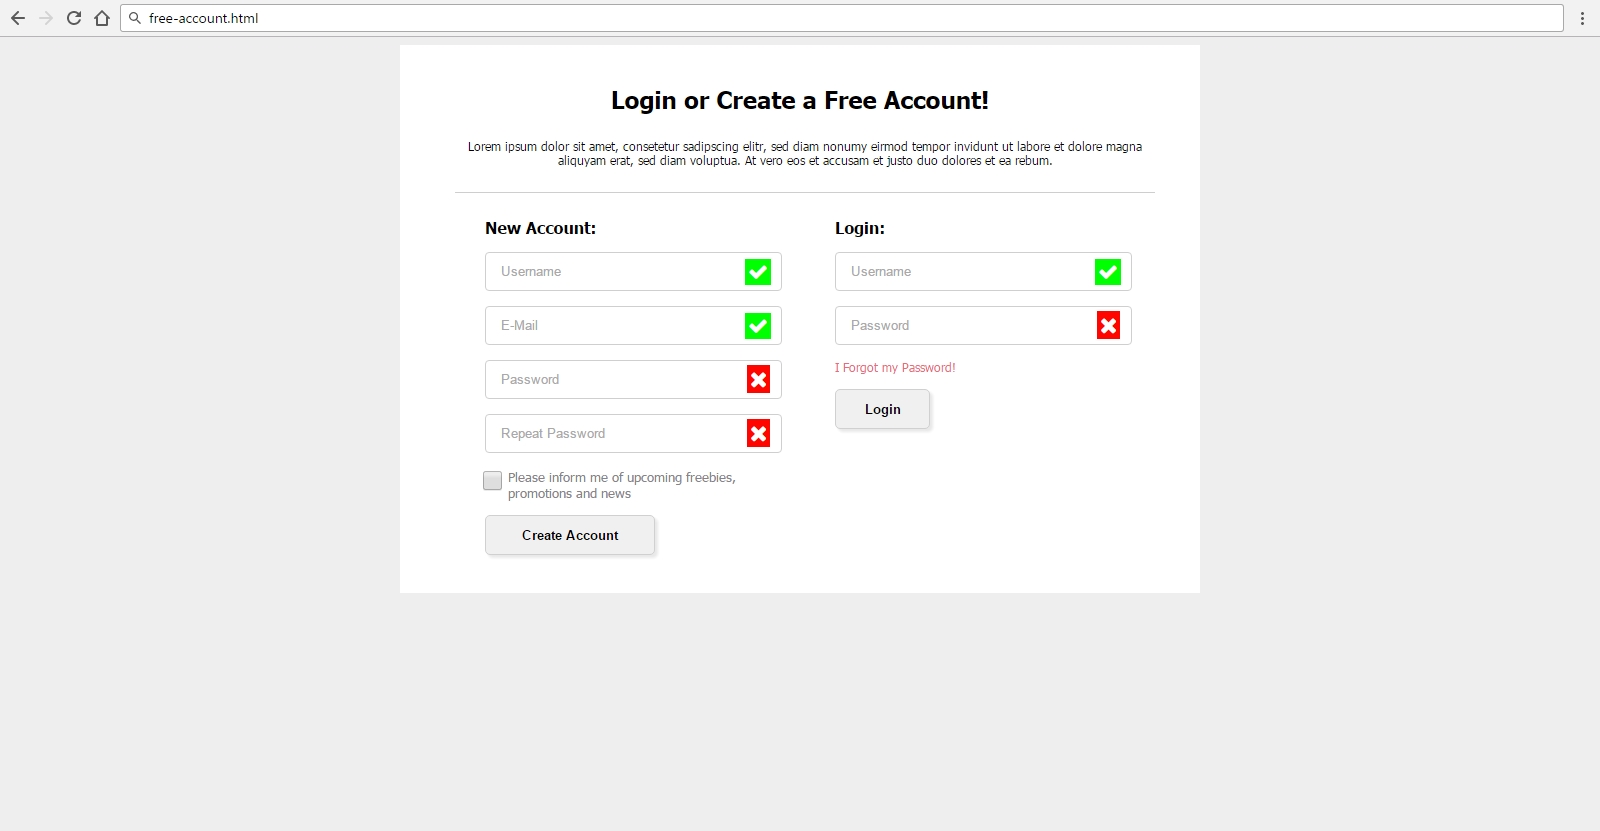 free-account.html
Login or Create a Free Account!
Lorem ipsum dolor sit amet, consetetur sadipscing elitr, sed diam nonumy eirmod tempor invidunt ut labore et dolore magna
aliquyam erat, sed diam voluptua. At vero eos et accusam et justo duo dolores et ea rebum.
New Account:
Username
E-Mail
Password
Repeat Password
Please inform me of upcoming freebies,
promotions and news
Create Account
Login:
Username
Password
I Forgot my Password!
Login